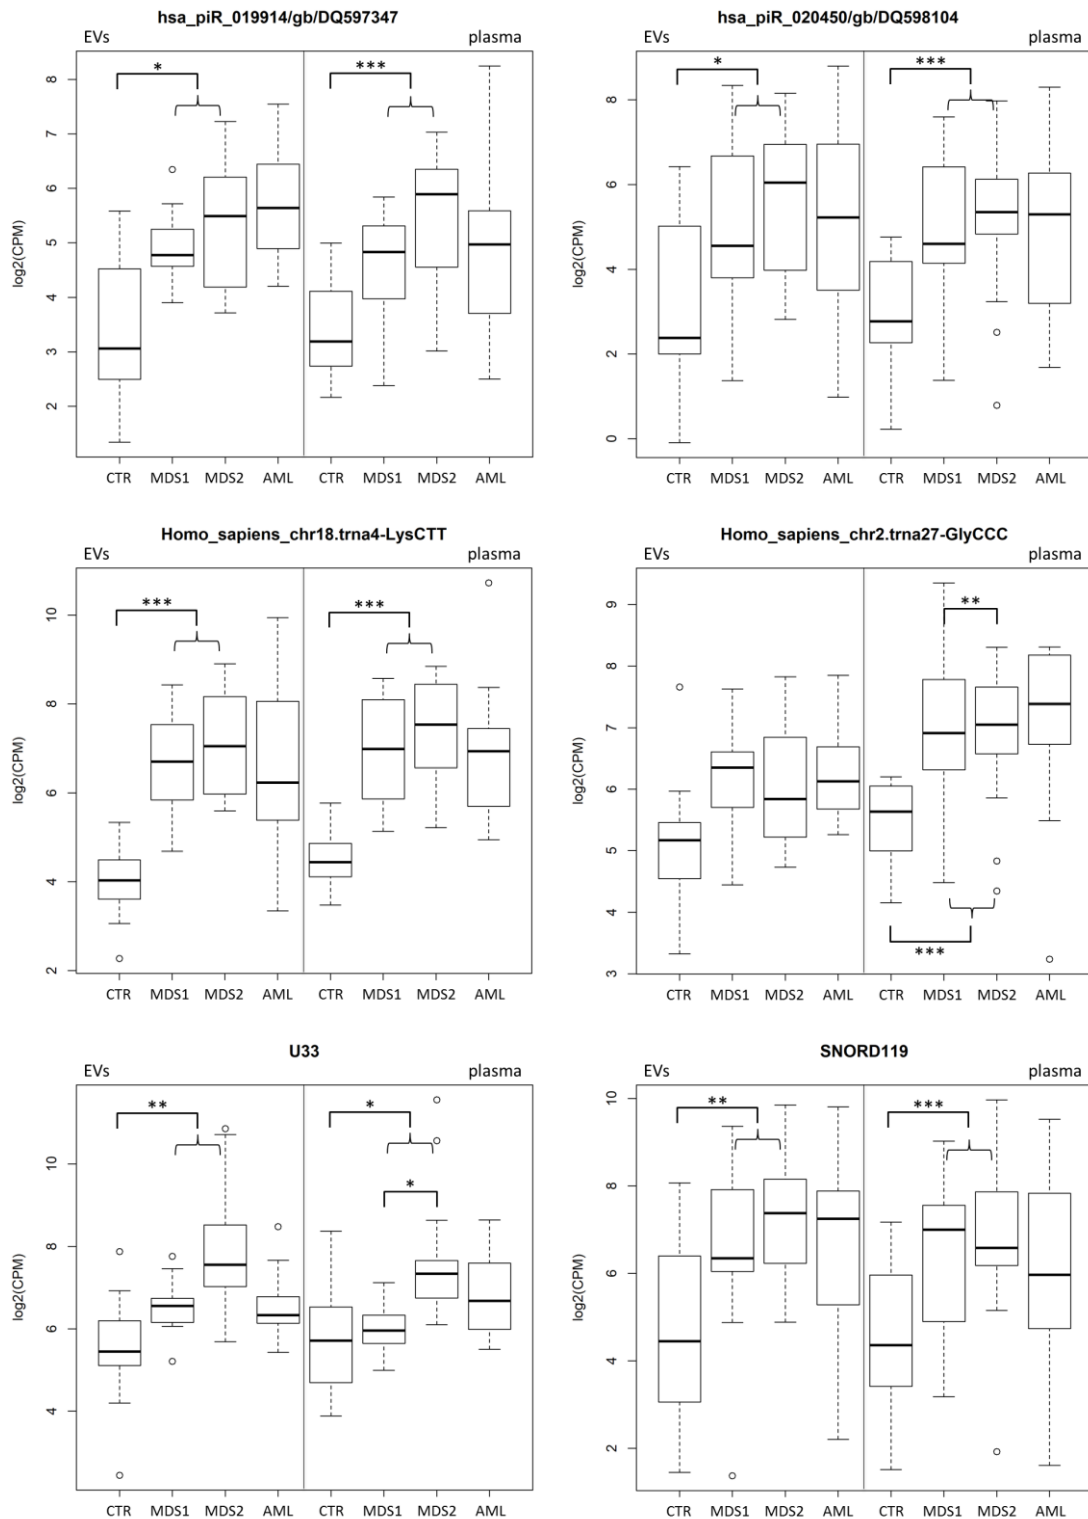 hsa_piR_019914/gb/DQ597347
EVs plasma
*
***
log2(CPM)
8
7
6
5
4
3
2
CTR MDS1 MDS2 AML CTR MDS1 MDS2 AML
hsa_piR_020450/gb/DQ598104
EVs plasma
*
***
log2(CPM)
8
6
4
2
0
CTR MDS1 MDS2 AML CTR MDS1 MDS2 AML
Homo_sapiens_chr18.trna4-LysCTT
EVs plasma
***
***
log2(CPM)
10
8
6
4
2
CTR MDS1 MDS2 AML CTR MDS1 MDS2 AML
Homo_sapiens_chr2.trna27-GlyCCC
EVs plasma
**
***
log2(CPM)
9
8
7
6
5
4
3
CTR MDS1 MDS2 AML CTR MDS1 MDS2 AML
U33
EVs plasma
**
*
*
log2(CPM)
10
8
6
4
CTR MDS1 MDS2 AML CTR MDS1 MDS2 AML
SNORD119
EVs plasma
**
***
log2(CPM)
10
8
6
4
2
CTR MDS1 MDS2 AML CTR MDS1 MDS2 AML